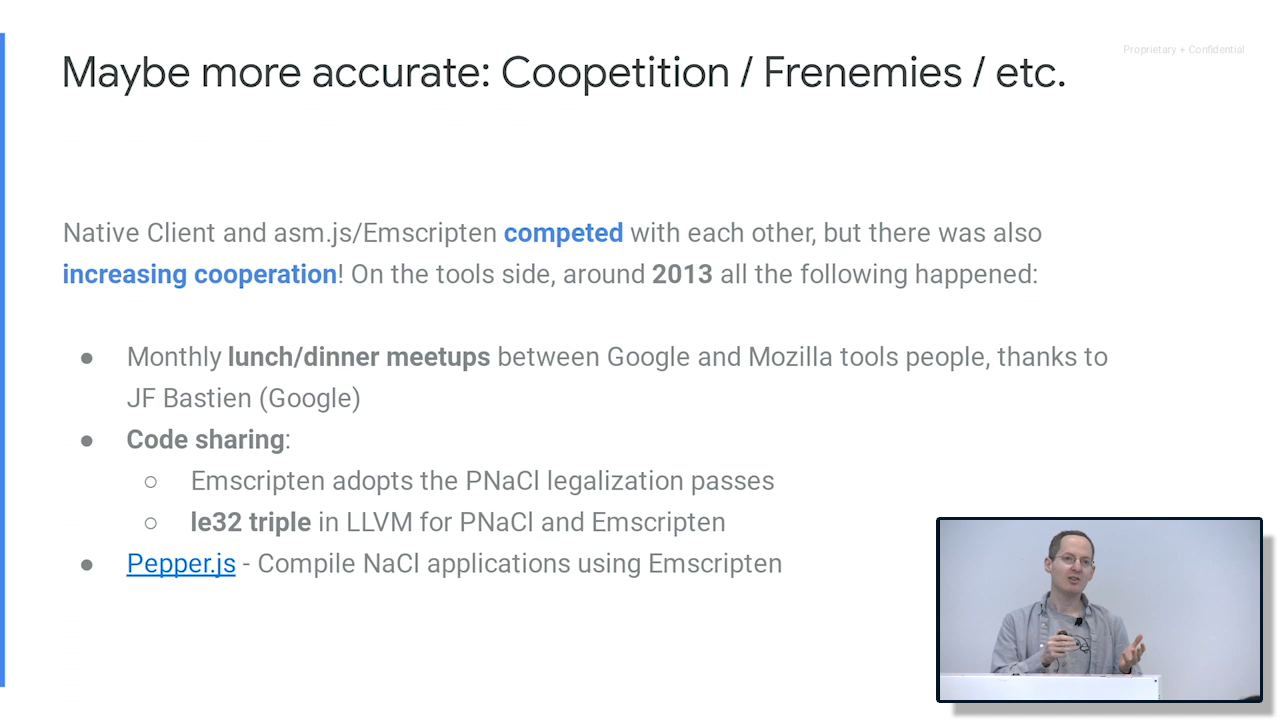 Proprietary + Confidential
Maybe more accurate: Coopetition / Frenemies / etc.
Native Client and asm.js/Emscripten competed with each other, but there was also
increasing cooperation! On the tools side, around 2013 all the following happened:
● Monthly lunch/dinner meetups between Google and Mozilla tools people, thanks to
JF Bastien (Google)
● Code sharing:
○ Emscripten adopts the PNaCl legalization passes
○ le32 triple in LLVM for PNaCl and Emscripten
● Pepper.js - Compile NaCl applications using Emscripten